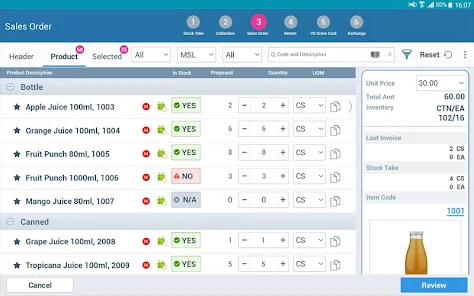 16:07
Sales Order
1 2 3 4 5 6
Stock Take Collection Sales Order Return VS Score Card Exchange
Header Product Selected All MSL All Code and Description Reset
Product Description In Stock Proposed Quantity UOM
Bottle
Apple Juice 100ml, 1003 M YES 2 − 2 + CS
Orange Juice 100ml, 1004 M YES 6 − 6 + CS
Fruit Punch 80ml, 1005 M YES 8 − 8 + CS
Fruit Punch 1000ml, 1006 M NO 3 − 3 + CS
Mango Juice 80ml, 1007 N/A 0 − 0 + CS
Canned
Grape Juice 100ml, 2008 M YES 1 − 1 + CS
Tropicana Juice 100ml, 2009 M YES 5 − 5 + CS
Unit Price 30.00
Total Amt 60.00
Inventory CTN/EA
102/16
Last Invoice
2 CS
0 EA
Stock Take
4 CS
0 EA
Item Code
1001
Cancel Review